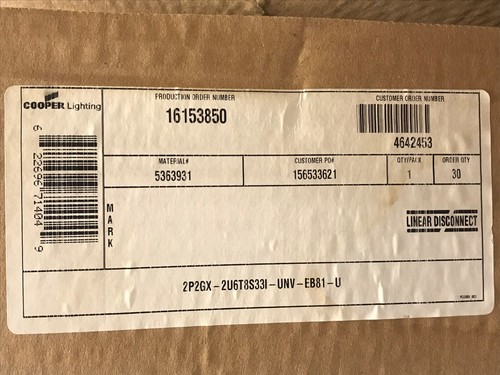 COOPER Lighting
PRODUCTION ORDER NUMBER
16153850
CUSTOMER ORDER NUMBER
4642453
MATERIAL#
5363931
CUSTOMER PO#
156533621
QTY/PACK
1
ORDER QTY
30
6 22696 71404 9
MARK
LINEAR DISCONNECT
2P2GX-2U6T8S33I-UNV-EB81-U